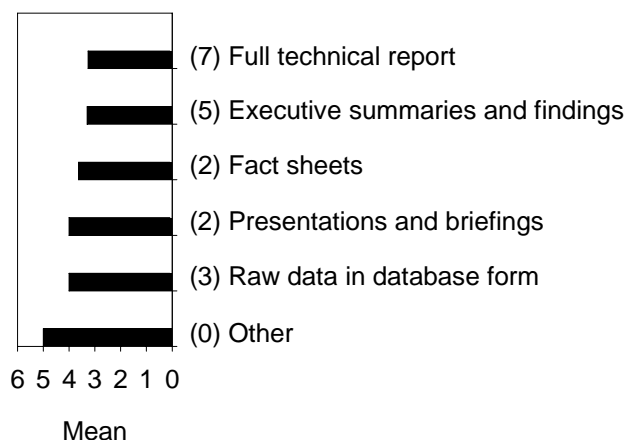 (7) Full technical report
(5) Executive summaries and findings
(2) Fact sheets
(2) Presentations and briefings
(3) Raw data in database form
(0) Other
6 5 4 3 2 1 0
Mean